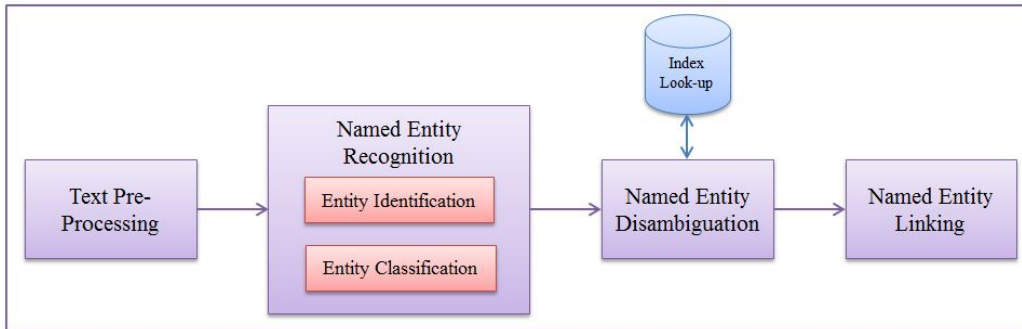 Index
Look-up
Named Entity
Recognition
Text Pre-
Processing
Entity Identification
Entity Classification
Named Entity
Disambiguation
Named Entity
Linking